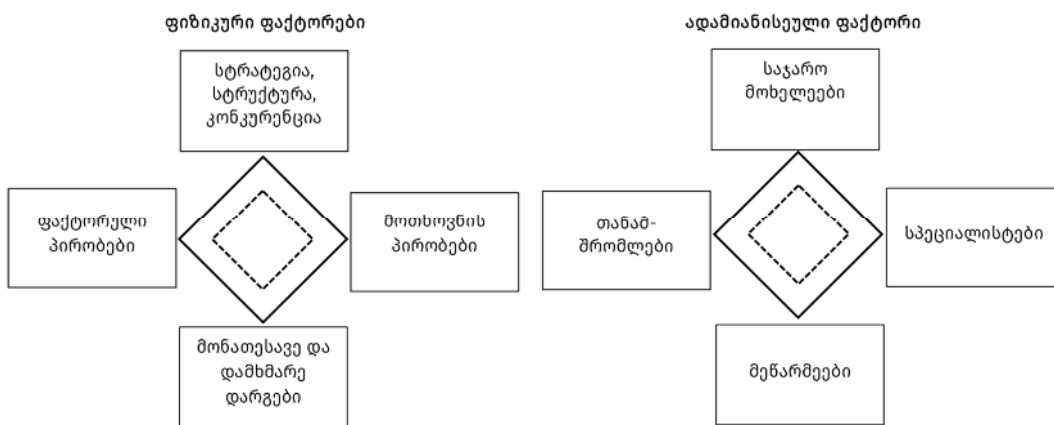 ფიზიკური ფაქტორები
სტრატეგია,
სტრუქტურა,
კონკურენცია
ფაქტორული
პირობები
მოთხოვნის
პირობები
მონათესავე და
დამხმარე
დარგები
ადამიანისეული ფაქტორი
საჯარო
მოხელეები
თანამ-
შრომლები
სპეციალისტები
მეწარმეები